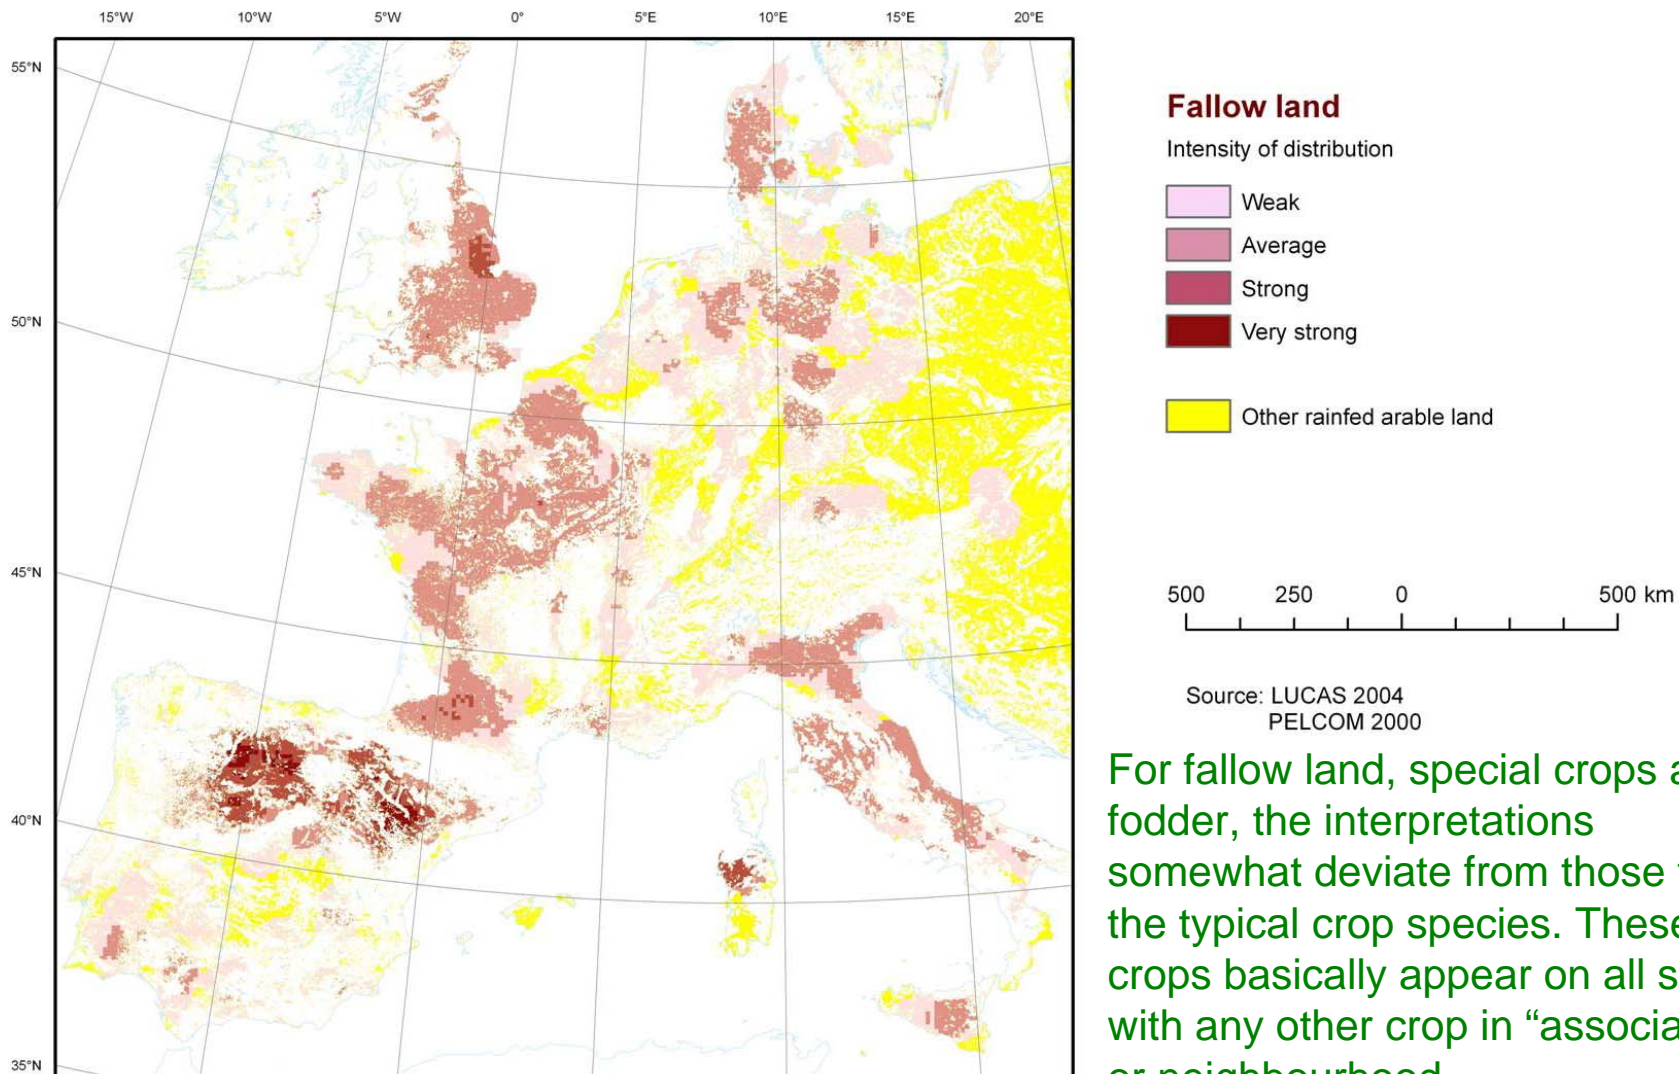 15°W 10°W 5°W 0° 5°E 10°E 15°E 20°E
55°N
50°N
45°N
40°N
35°N
Fallow land
Intensity of distribution
Weak
Average
Strong
Very strong
Other rainfed arable land
500 250 0 500 km
Source: LUCAS 2004
PELCOM 2000
For fallow land, special crops a
fodder, the interpretations
somewhat deviate from those
the typical crop species. These
crops basically appear on all s
with any other crop in “associa
or neighbourhood